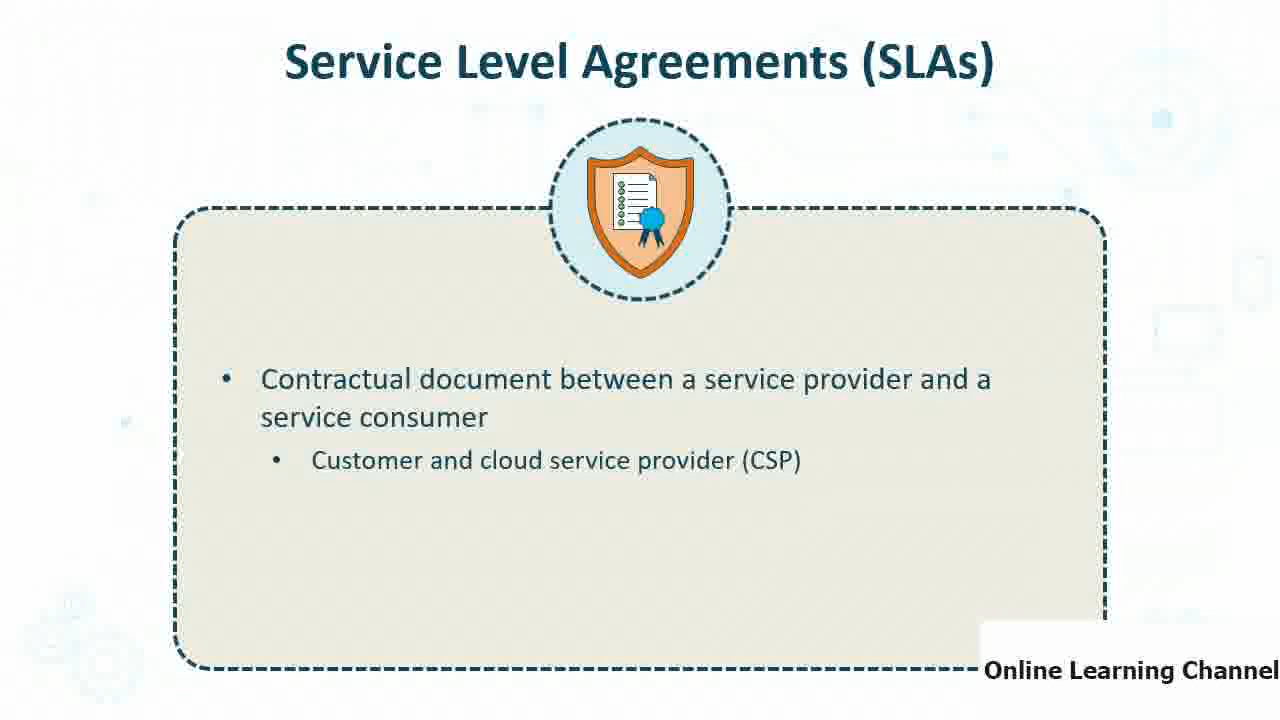 Service Level Agreements (SLAs)
• Contractual document between a service provider and a
service consumer
• Customer and cloud service provider (CSP)
Online Learning Channel